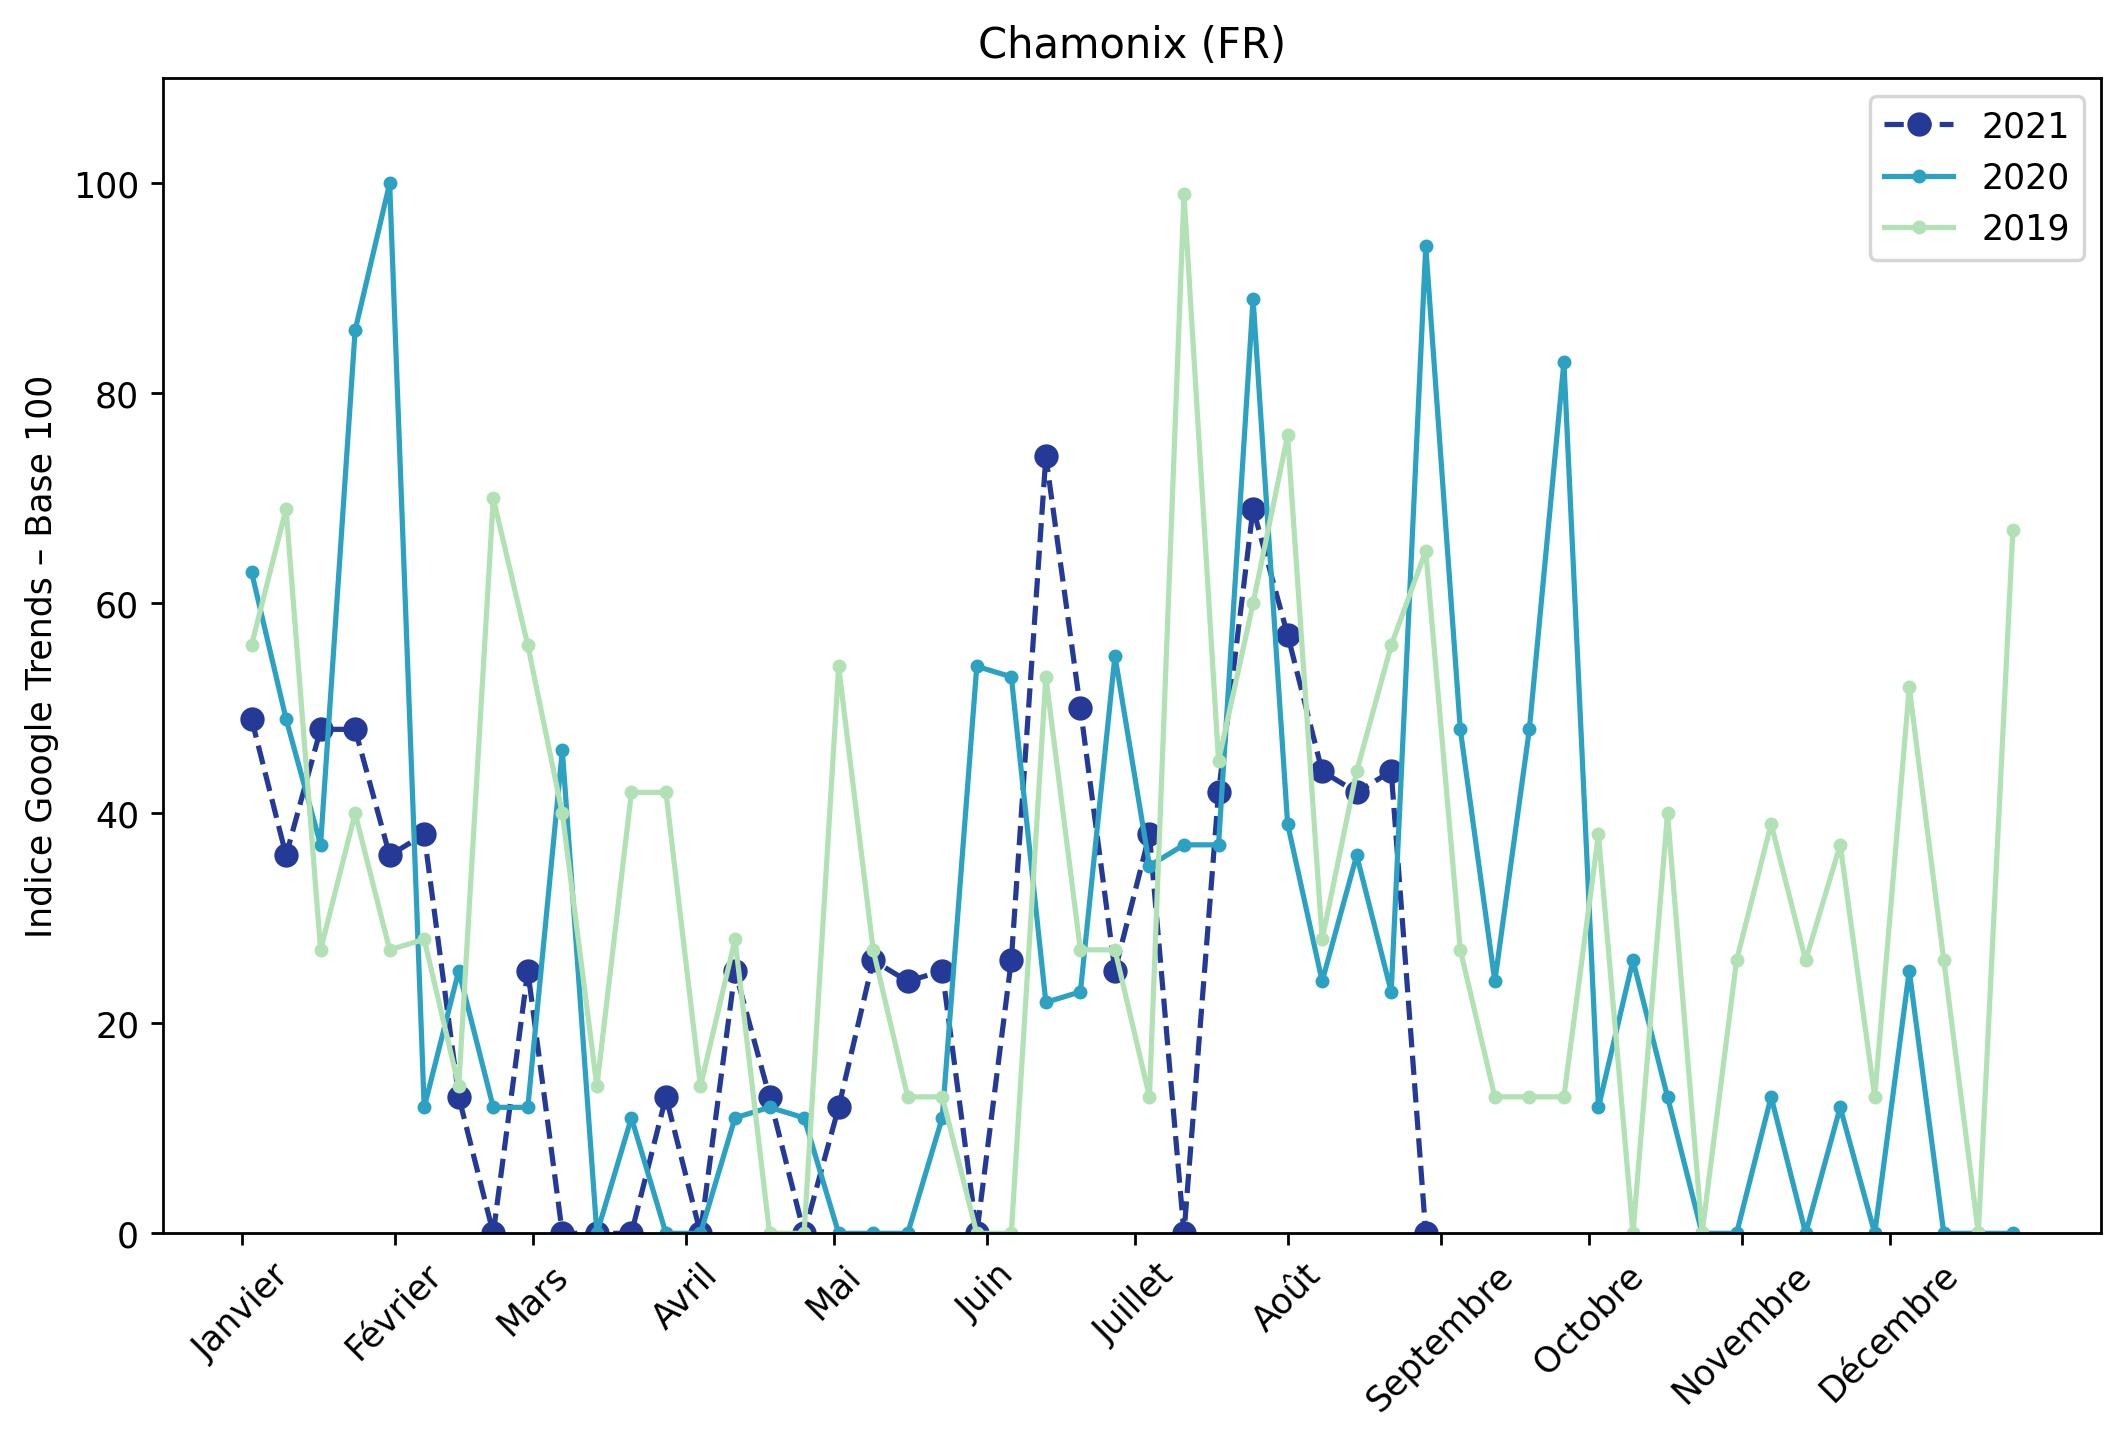 Chamonix (FR)
2021
2020
2019
Indice Google Trends – Base 100
100
80
60
40
20
0
Janvier
Février
Mars
Avril
Mai
Juin
Juillet
Août
Septembre
Octobre
Novembre
Décembre